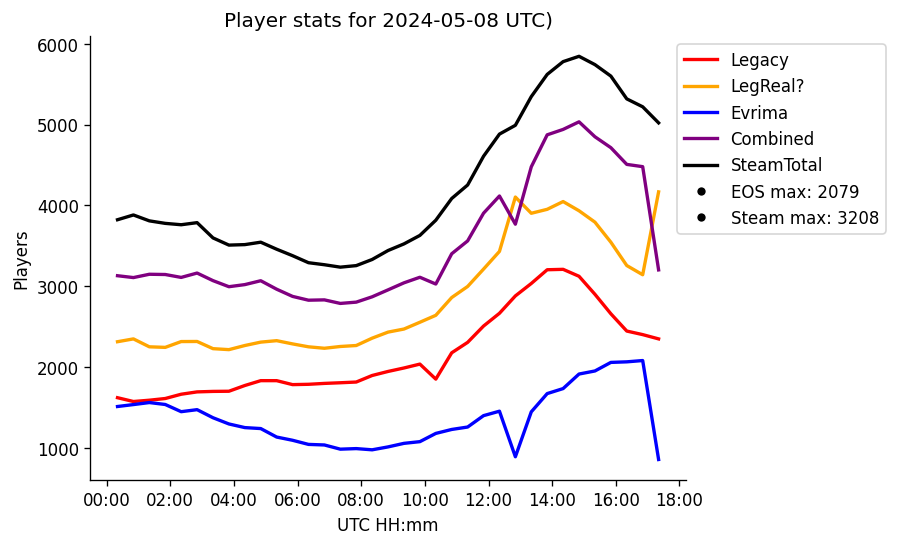 Player stats for 2024-05-08 UTC)
6000
5000
4000
3000
2000
1000
Players
00:00 02:00 04:00 06:00 08:00 10:00 12:00 14:00 16:00 18:00
UTC HH:mm
Legacy
LegReal?
Evrima
Combined
SteamTotal
EOS max: 2079
Steam max: 3208